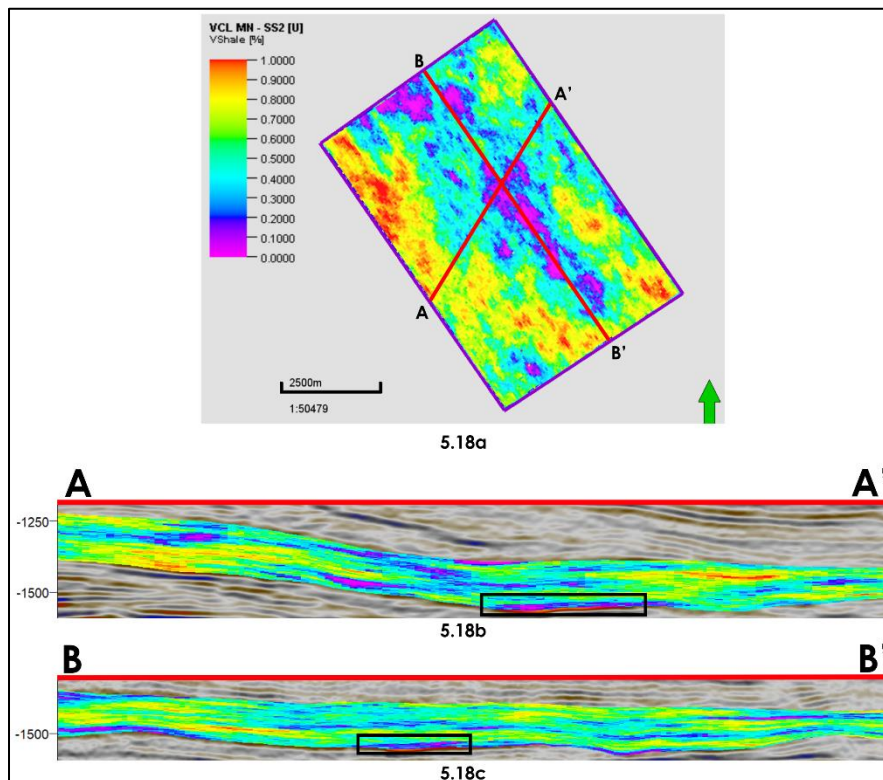 VCL MN - SS2 [U]
VShale [%]
1.0000
0.9000
0.8000
0.7000
0.6000
0.5000
0.4000
0.3000
0.2000
0.1000
0.0000
B
A'
A
B'
2500m
1:50479
5.18a
A A'
-1250
-1500
5.18b
B B'
-1500
5.18c